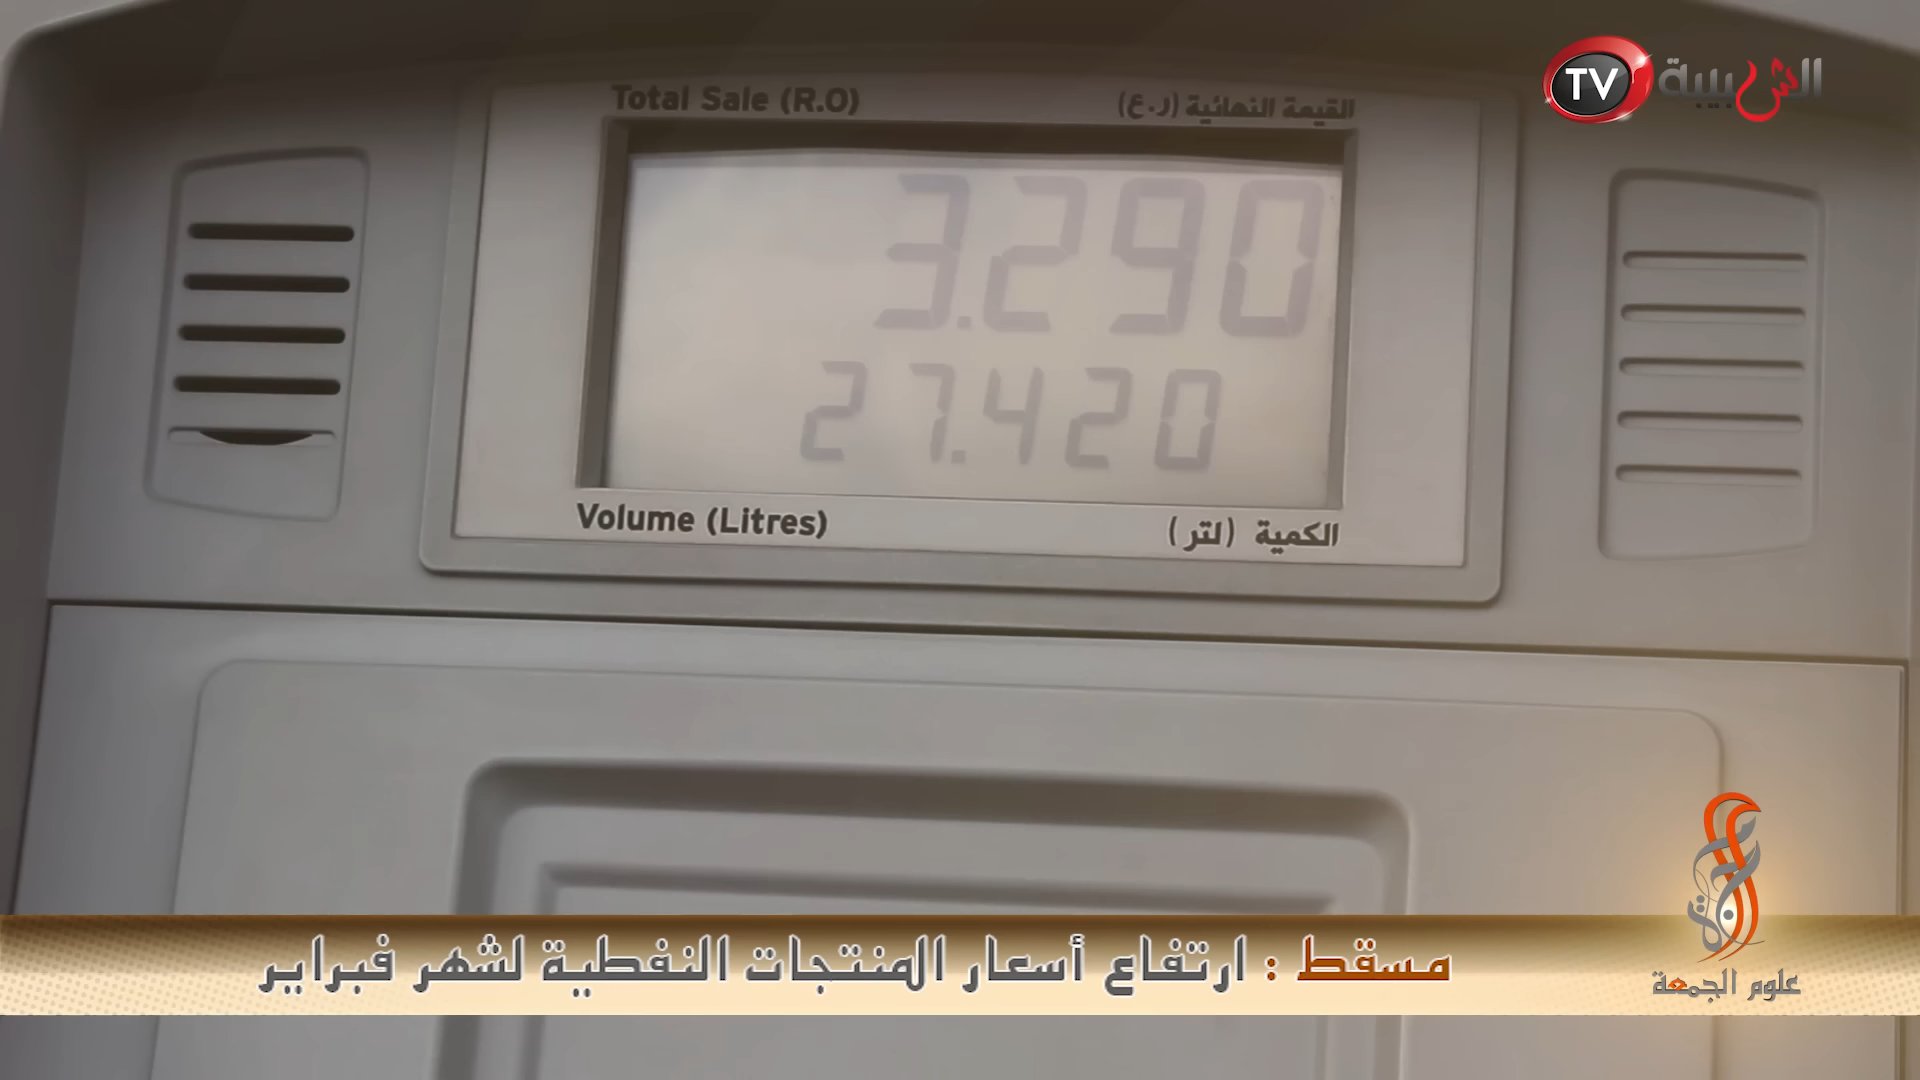 TV الشبيبة
Total Sale (R.O) القيمة النهائية (ر.ع)
3.290
27.420
Volume (Litres) الكمية (لتر)
مسقط : ارتفاع أسعار المنتجات النفطية لشهر فبراير
علوم الجمعة